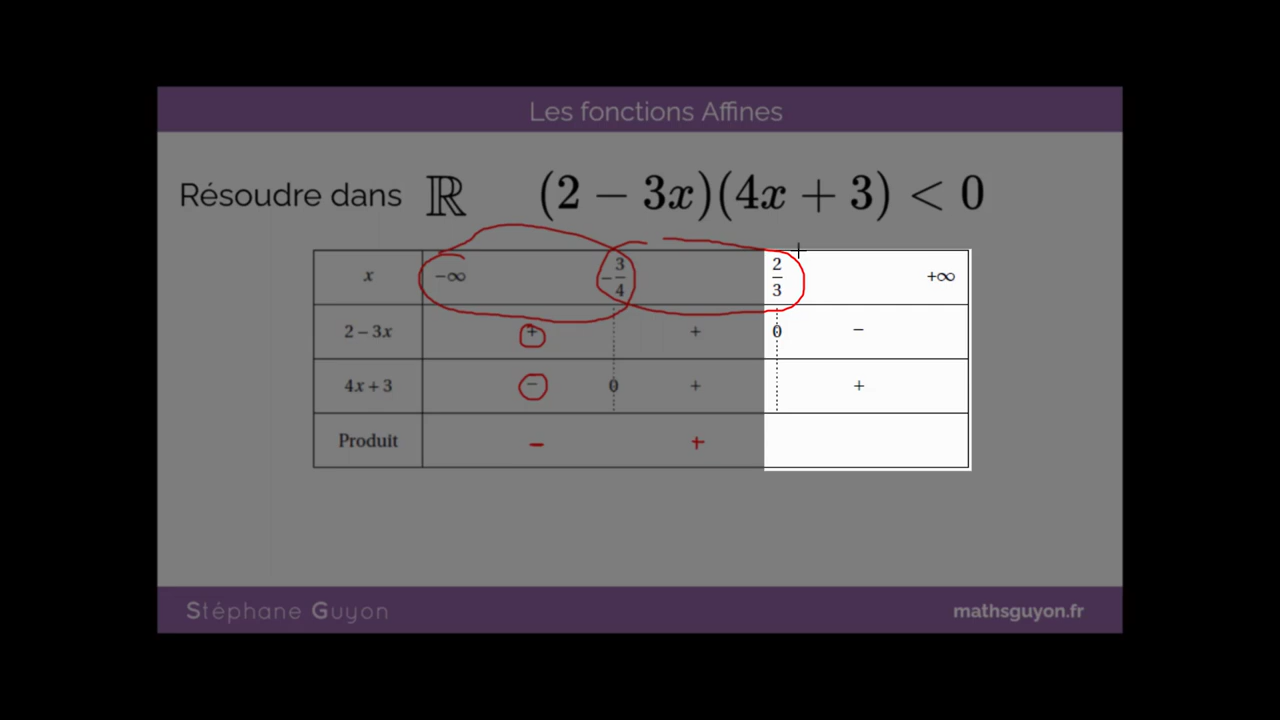 Les fonctions Affines
Résoudre dans ℝ (2 − 3x)(4x + 3) < 0
x −∞ −3/4 2/3 +∞
2 − 3x + + 0 −
4x + 3 − 0 + +
Produit − +
Stéphane Guyon mathsguyon.fr